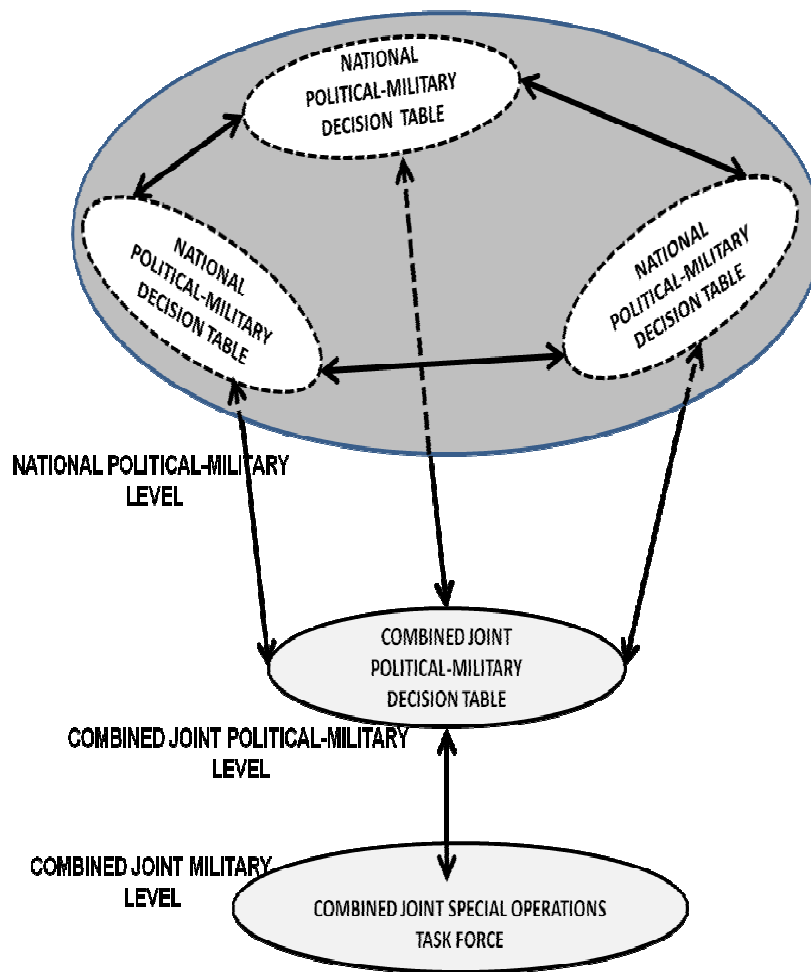 NATIONAL
POLITICAL-MILITARY
DECISION TABLE
NATIONAL
POLITICAL-MILITARY
DECISION TABLE
NATIONAL
POLITICAL-MILITARY
DECISION TABLE
NATIONAL POLITICAL-MILITARY
LEVEL
COMBINED JOINT
POLITICAL-MILITARY
DECISION TABLE
COMBINED JOINT POLITICAL-MILITARY
LEVEL
COMBINED JOINT MILITARY
LEVEL
COMBINED JOINT SPECIAL OPERATIONS
TASK FORCE